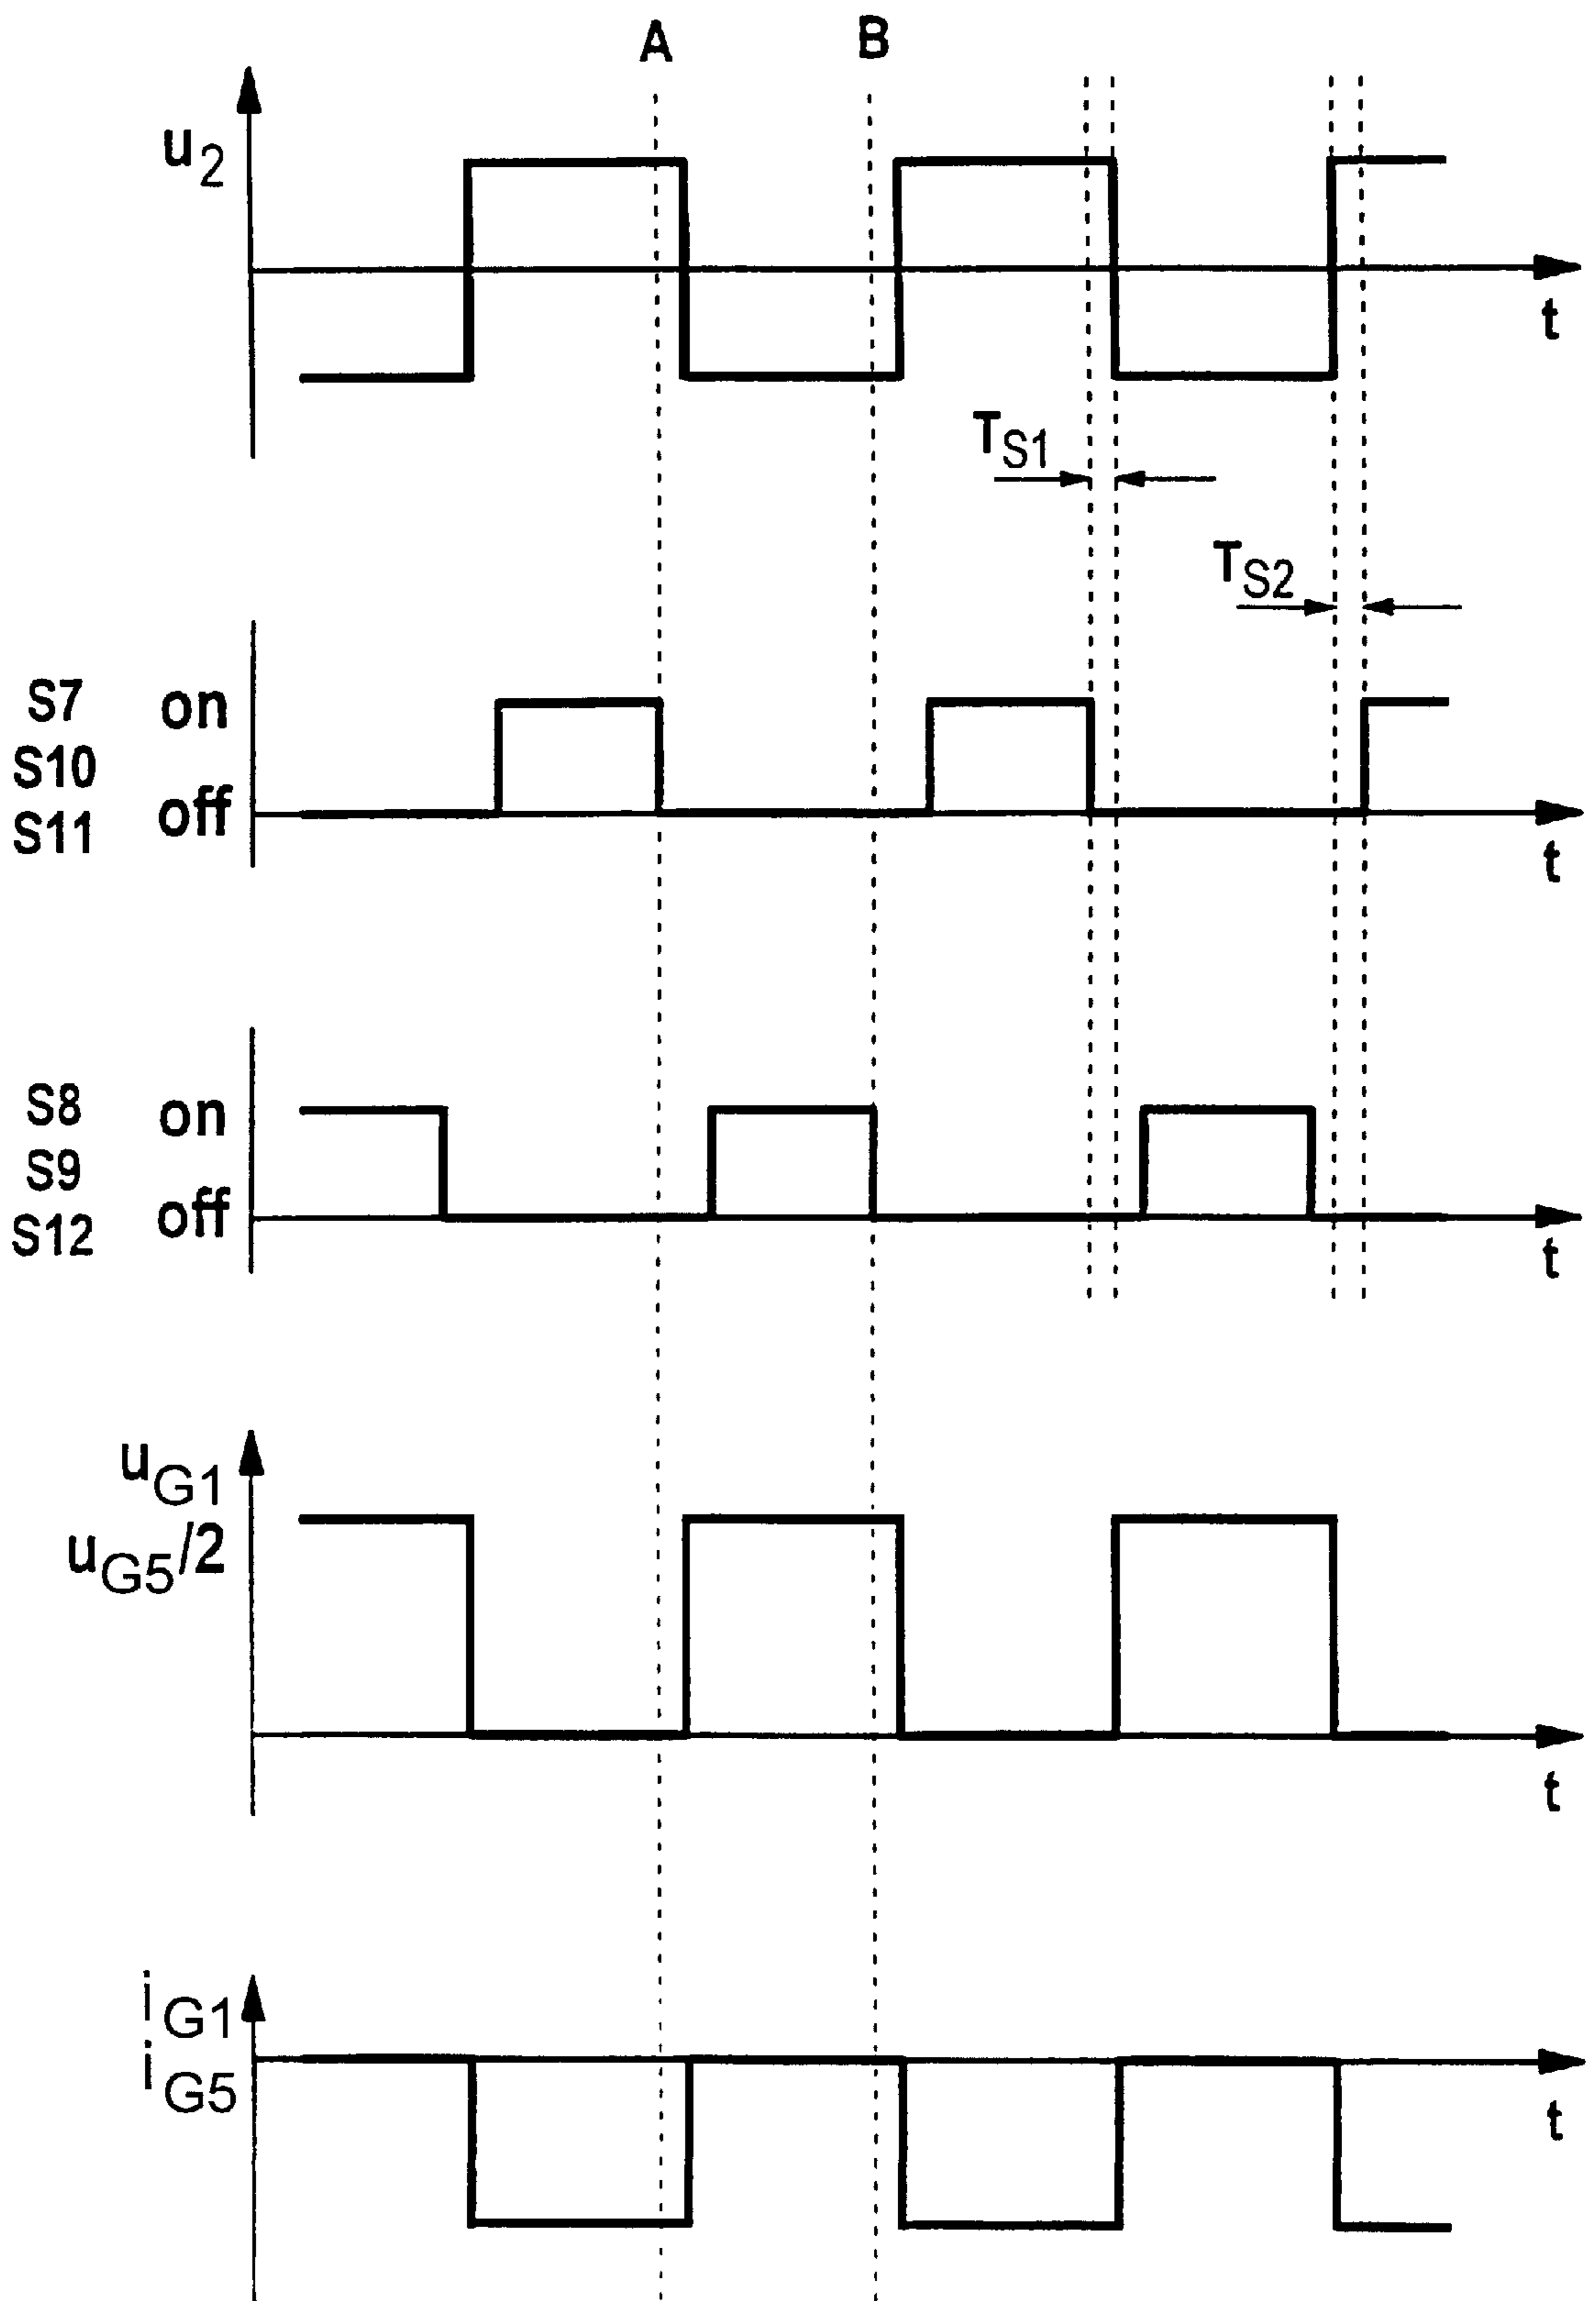 A B
u2
t
TS1
TS2
S7 on
S10
S11 off
t
S8 on
S9
S12 off
t
uG1
uG5/2
t
iG1
iG5
t